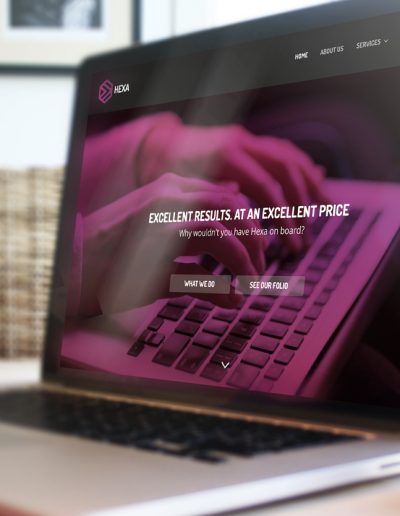 HEXA
HOME ABOUT US SERVICES
EXCELLENT RESULTS. AT AN EXCELLENT PRICE
Why wouldn't you have Hexa on board?
WHAT WE DO SEE OUR FOLIO